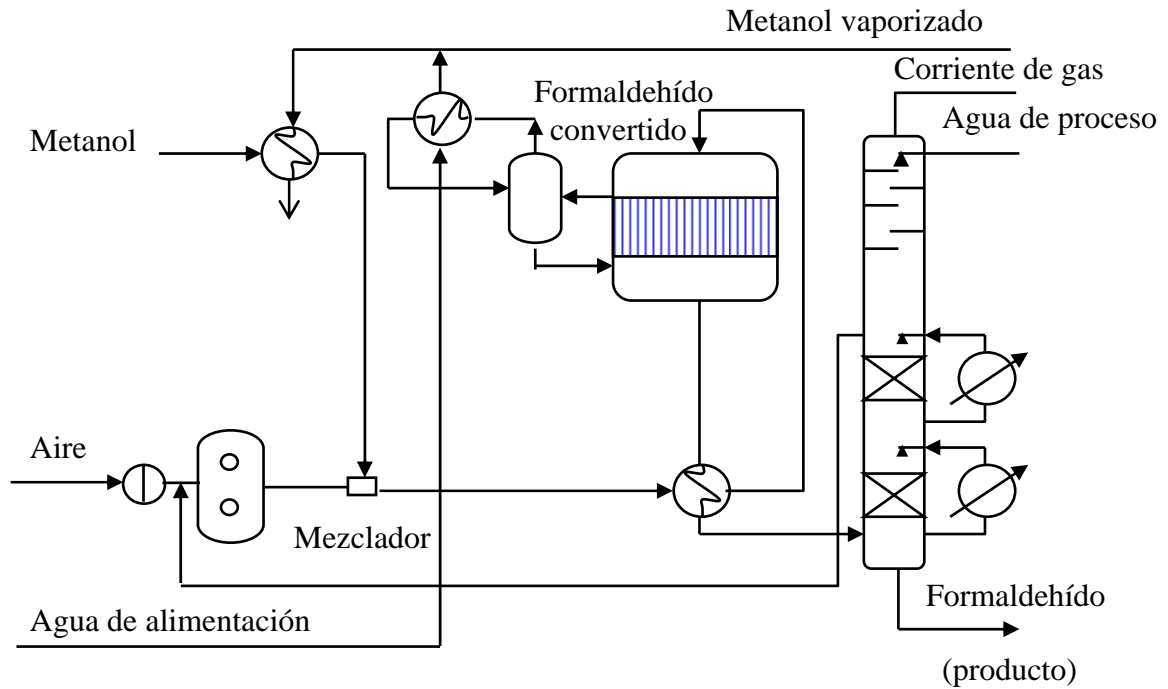 Metanol vaporizado
Corriente de gas
Formaldehído
convertido
Agua de proceso
Metanol
Aire
Mezclador
Agua de alimentación
Formaldehído
(producto)